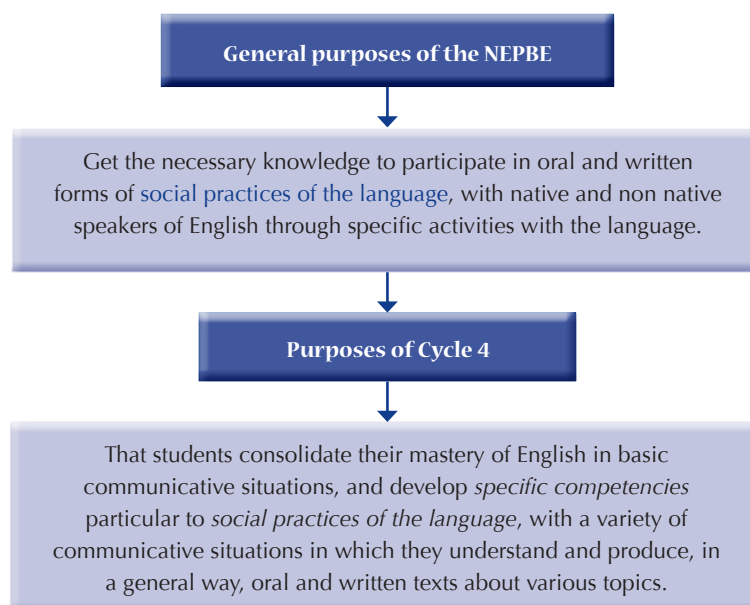 General purposes of the NEPBE
Get the necessary knowledge to participate in oral and written
forms of social practices of the language, with native and non native
speakers of English through specific activities with the language.
Purposes of Cycle 4
That students consolidate their mastery of English in basic
communicative situations, and develop specific competencies
particular to social practices of the language, with a variety of
communicative situations in which they understand and produce, in
a general way, oral and written texts about various topics.